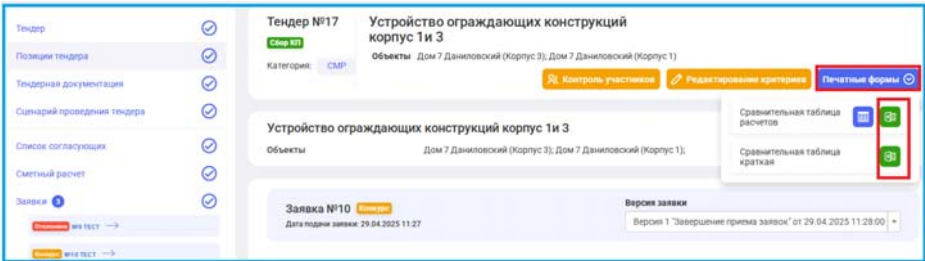 Тендер
Позиции тендера
Тендерная документация
Сценарий проведения тендера
Список согласующих
Сметный расчет
Заявки 3
Отклонено №9 ТЕСТ
Конкурс №10 ТЕСТ
Тендер №17
Сбор КП
Категория: СМР
Устройство ограждающих конструкций
корпус 1и 3
Объекты Дом 7 Даниловский (Корпус 3); Дом 7 Даниловский (Корпус 1)
Контроль участников
Редактирование критериев
Печатные формы
Сравнительная таблица
расчетов
Сравнительная таблица
краткая
Устройство ограждающих конструкций корпус 1и 3
Объекты Дом 7 Даниловский (Корпус 3); Дом 7 Даниловский (Корпус 1);
Заявка №10 Конкурс
Дата подачи заявки: 29.04.2025 11:27
Версия заявки
Версия 1 "Завершение приема заявок" от 29.04.2025 11:28:00